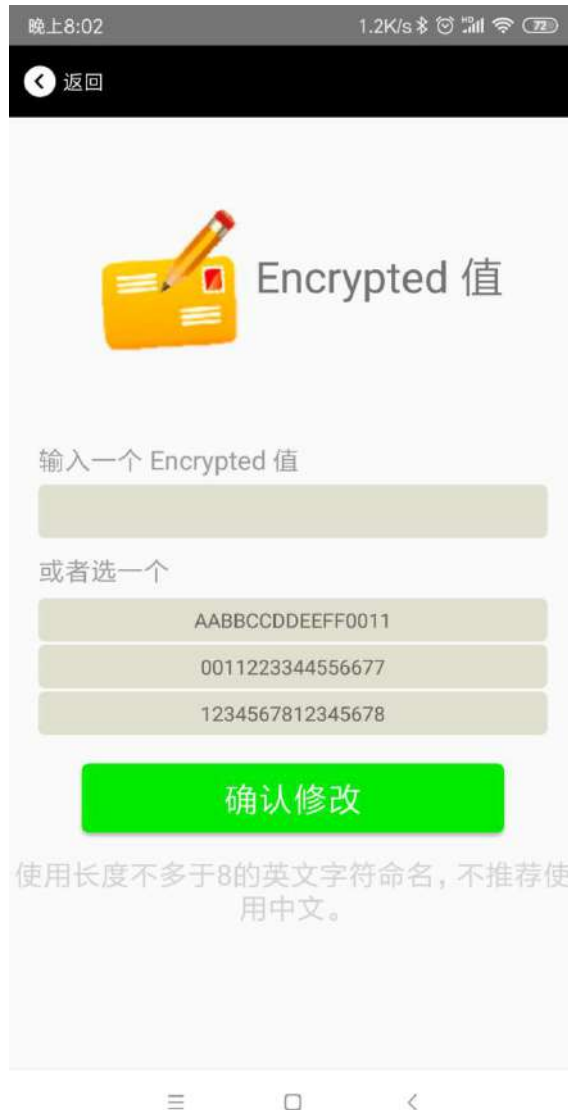 晚上8:02 1.2K/s HD 72
返回
Encrypted 值
输入一个 Encrypted 值
或者选一个
AABBCCDDEEFF0011
0011223344556677
1234567812345678
确认修改
使用长度不多于8的英文字符命名，不推荐使
用中文。